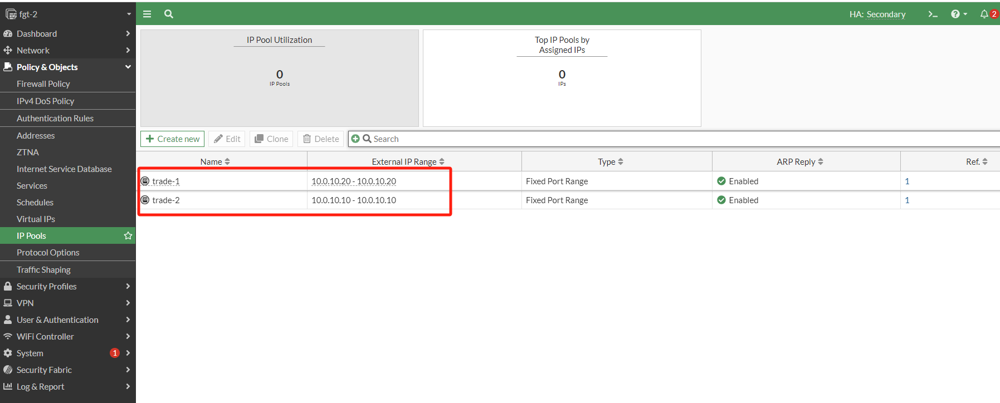 fgt-2
HA: Secondary
2
Dashboard
Network
Policy & Objects
Firewall Policy
IPv4 DoS Policy
Authentication Rules
Addresses
ZTNA
Internet Service Database
Services
Schedules
Virtual IPs
IP Pools
Protocol Options
Traffic Shaping
Security Profiles
VPN
User & Authentication
WiFi Controller
System 1
Security Fabric
Log & Report
IP Pool Utilization
0
IP Pools
Top IP Pools by
Assigned IPs
0
IPs
Create new Edit Clone Delete Search
Name External IP Range Type ARP Reply Ref.
trade-1 10.0.10.20 - 10.0.10.20 Fixed Port Range Enabled 1
trade-2 10.0.10.10 - 10.0.10.10 Fixed Port Range Enabled 1